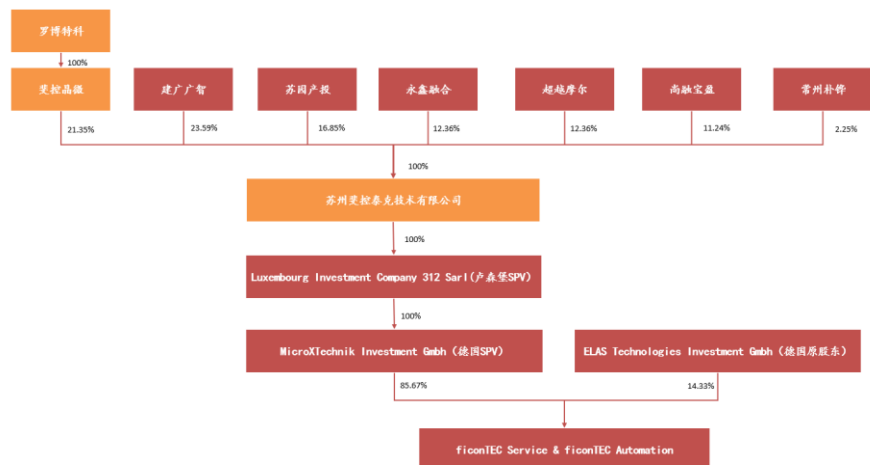 罗博特科
100%
斐控晶微
建广广智
苏园产投
永鑫融合
超越摩尔
尚融宝盈
常州朴铧
21.35%
23.59%
16.85%
12.36%
12.36%
11.24%
2.25%
100%
苏州斐控泰克技术有限公司
100%
Luxembourg Investment Company 312 Sarl(卢森堡SPV)
100%
MicroXTechnik Investment Gmbh (德国SPV)
ELAS Technologies Investment Gmbh (德国原股东)
85.67%
14.33%
ficonTEC Service & ficonTEC Automation